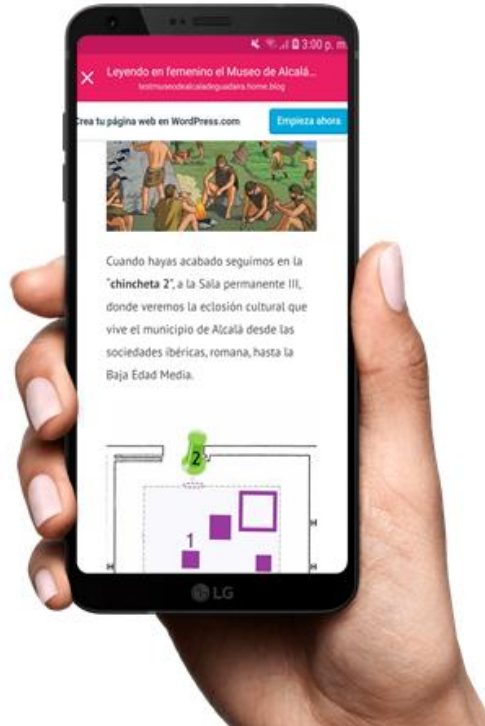 3:00 p. m.
Leyendo en femenino el Museo de Alcalá...
testmuseodealcaladeguadaira.home.blog
Crea tu página web en WordPress.com
Empieza ahora
Cuando hayas acabado seguimos en la
"chincheta 2", a la Sala permanente III,
donde veremos la eclosión cultural que
vive el municipio de Alcalá desde las
sociedades ibéricas, romana, hasta la
Baja Edad Media.
2
1
LG